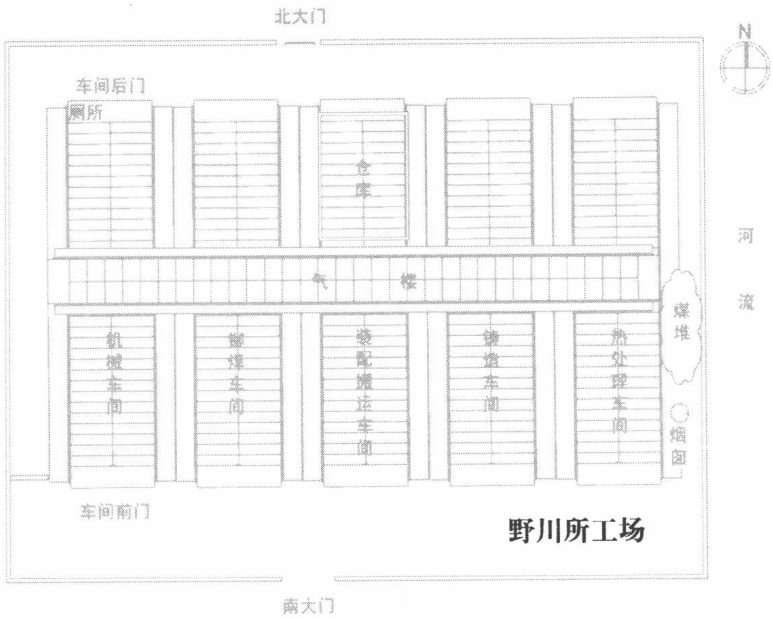 北大门
N
车间后门
厕所
仓库
河流
气楼
煤堆
机械车间
铆焊车间
装配搬运车间
铸造车间
热处理车间
烟囱
车间前门
野川所工场
南大门